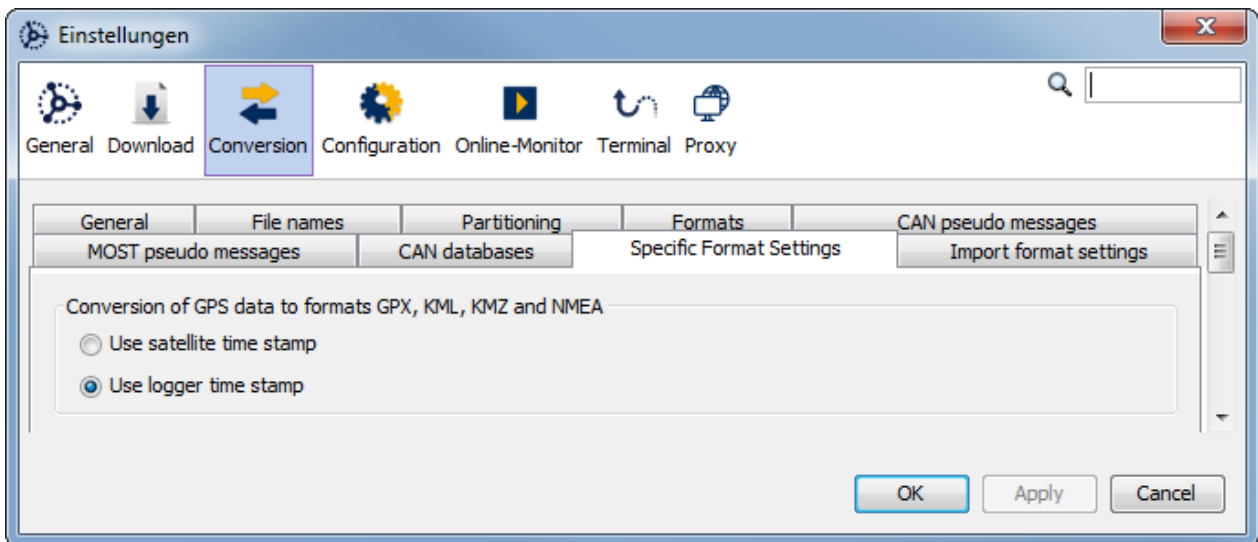 Einstellungen
General Download Conversion Configuration Online-Monitor Terminal Proxy
General File names Partitioning Formats CAN pseudo messages
MOST pseudo messages CAN databases Specific Format Settings Import format settings
Conversion of GPS data to formats GPX, KML, KMZ and NMEA
Use satellite time stamp
Use logger time stamp
OK Apply Cancel